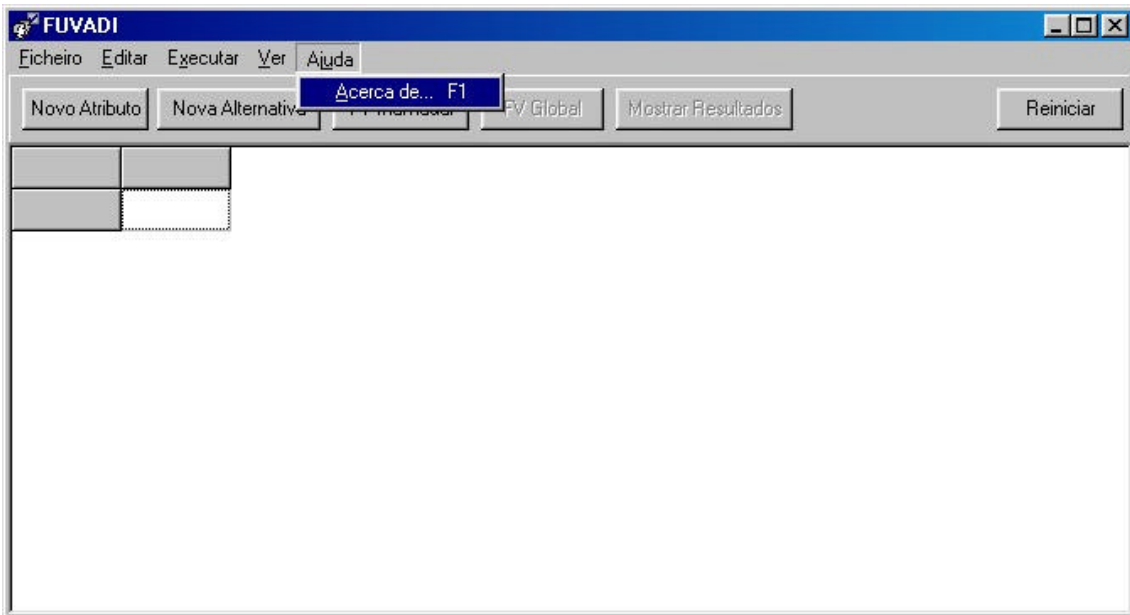 FUVADI
Ficheiro Editar Executar Ver Ajuda
Acerca de... F1
Novo Atributo Nova Alternativa FV Global Mostrar Resultados Reiniciar